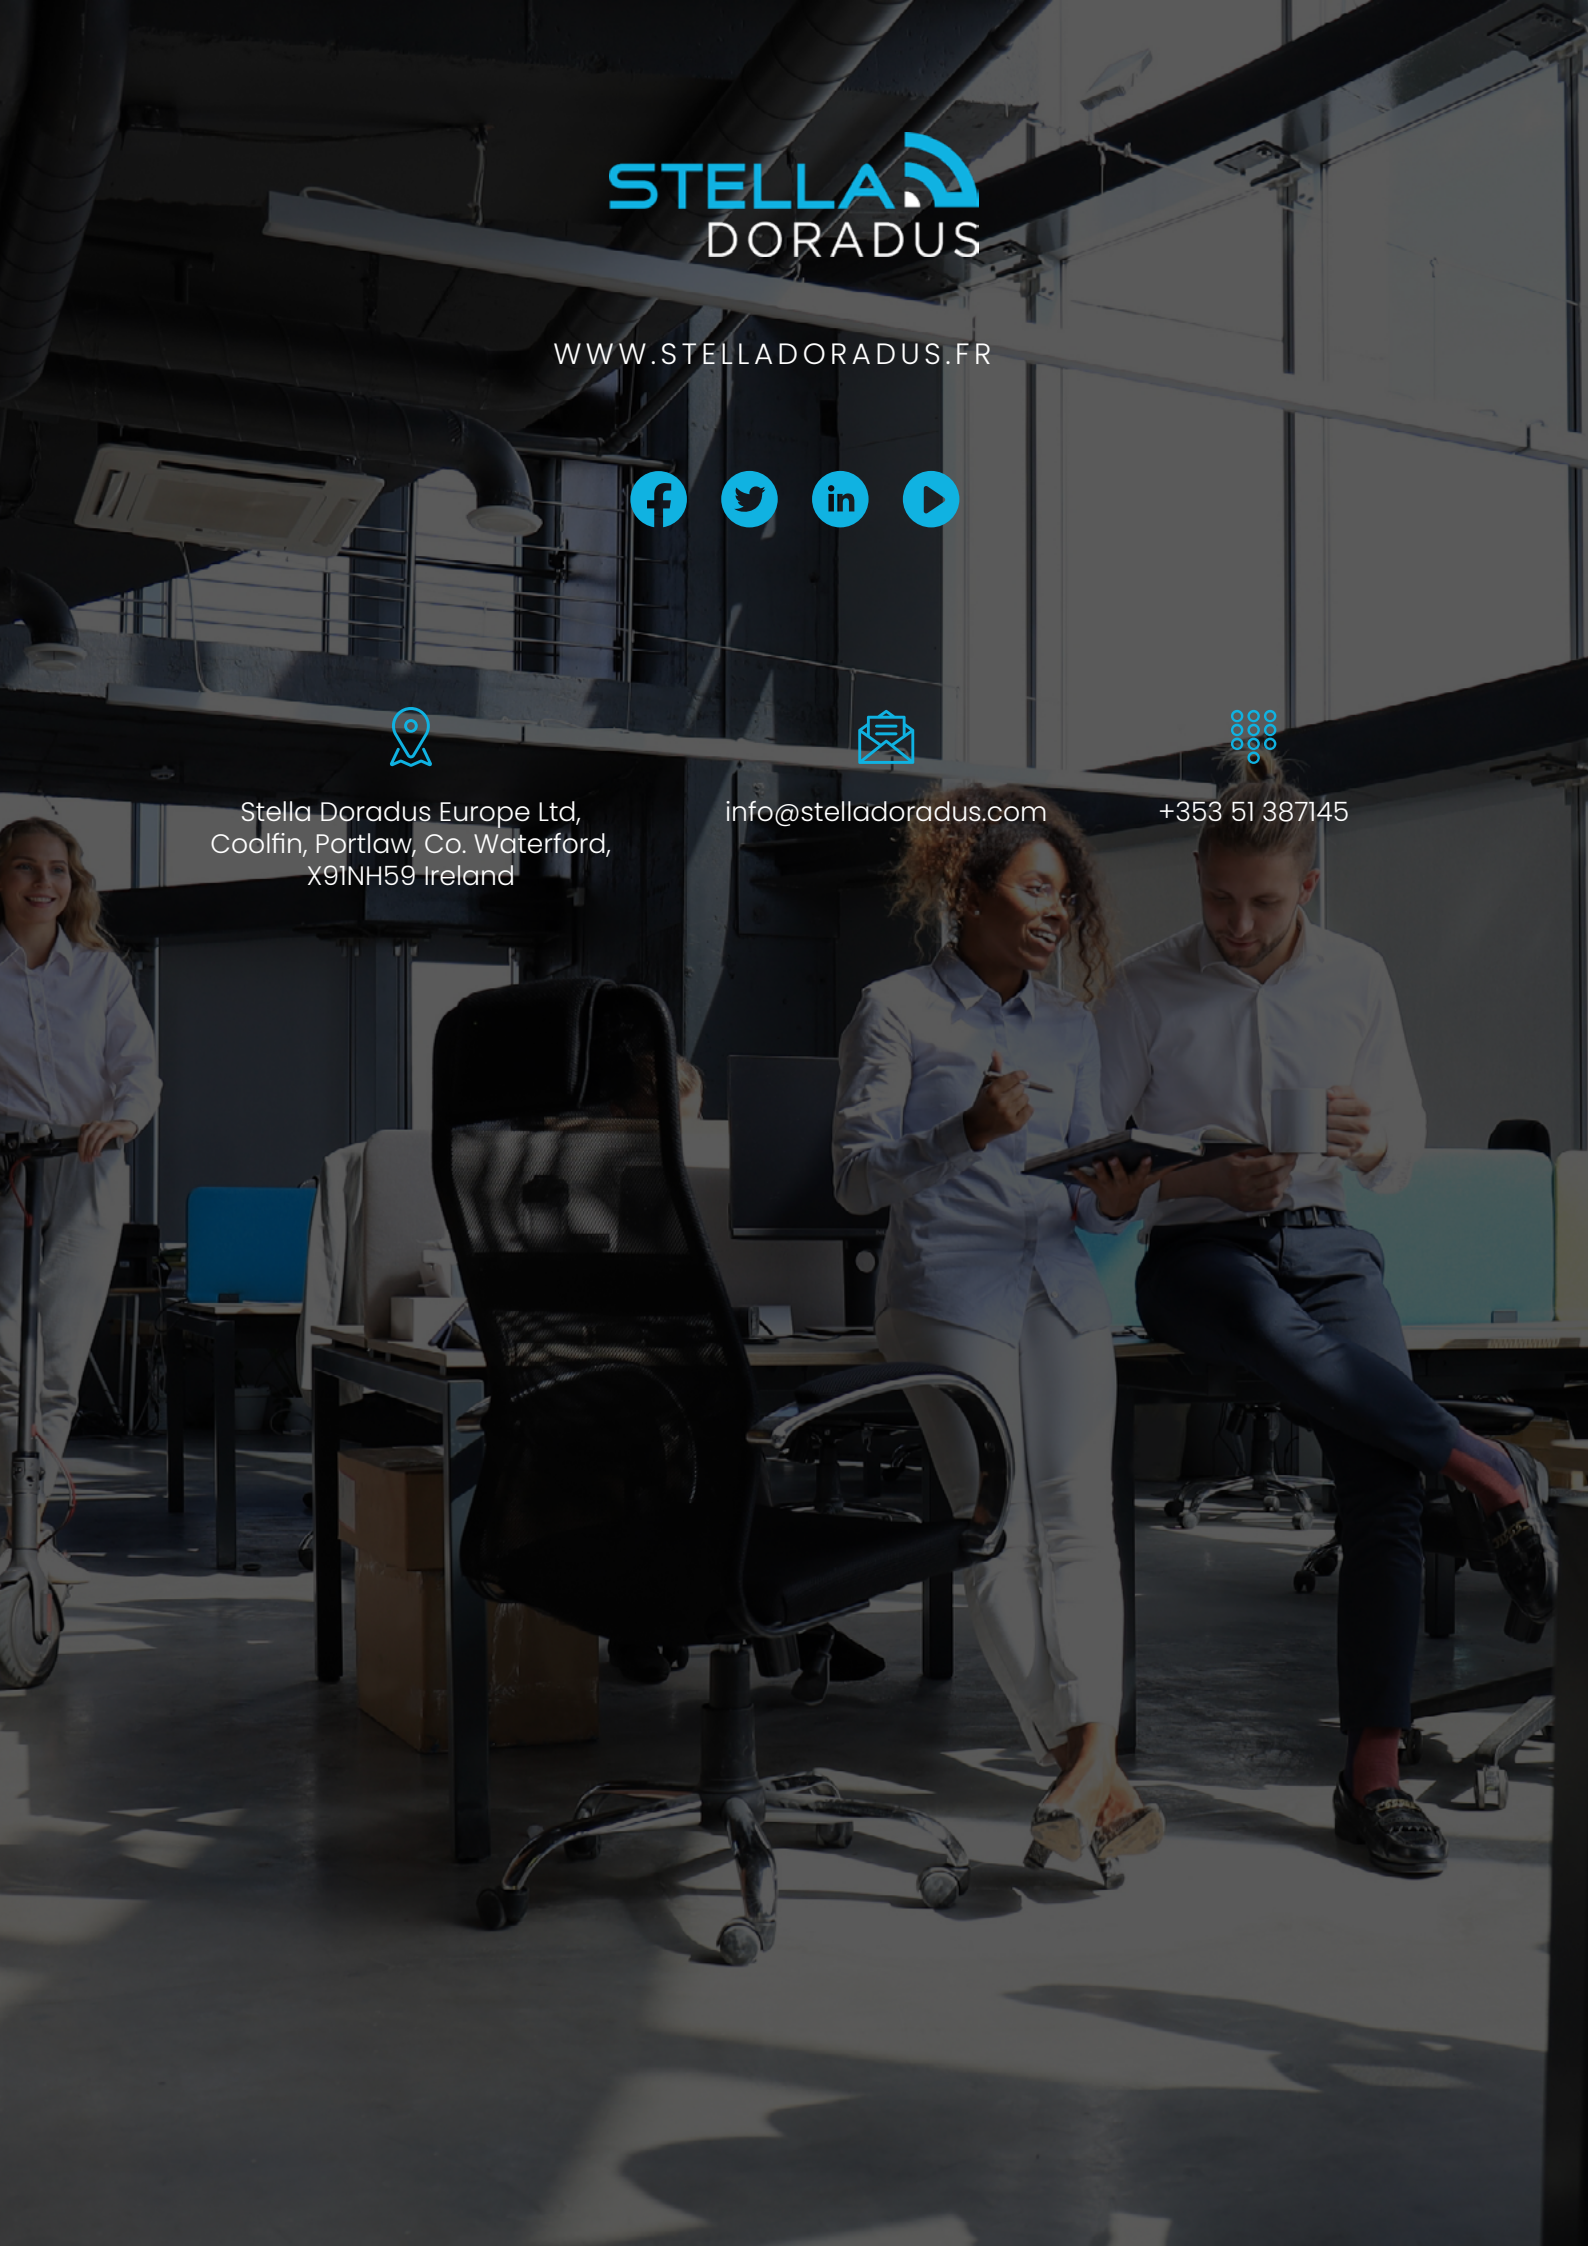 STELLA
DORADUS
WWW.STELLADORADUS.FR
Stella Doradus Europe Ltd,
Coolfin, Portlaw, Co. Waterford,
X91NH59 Ireland
info@stelladoradus.com
+353 51 387145